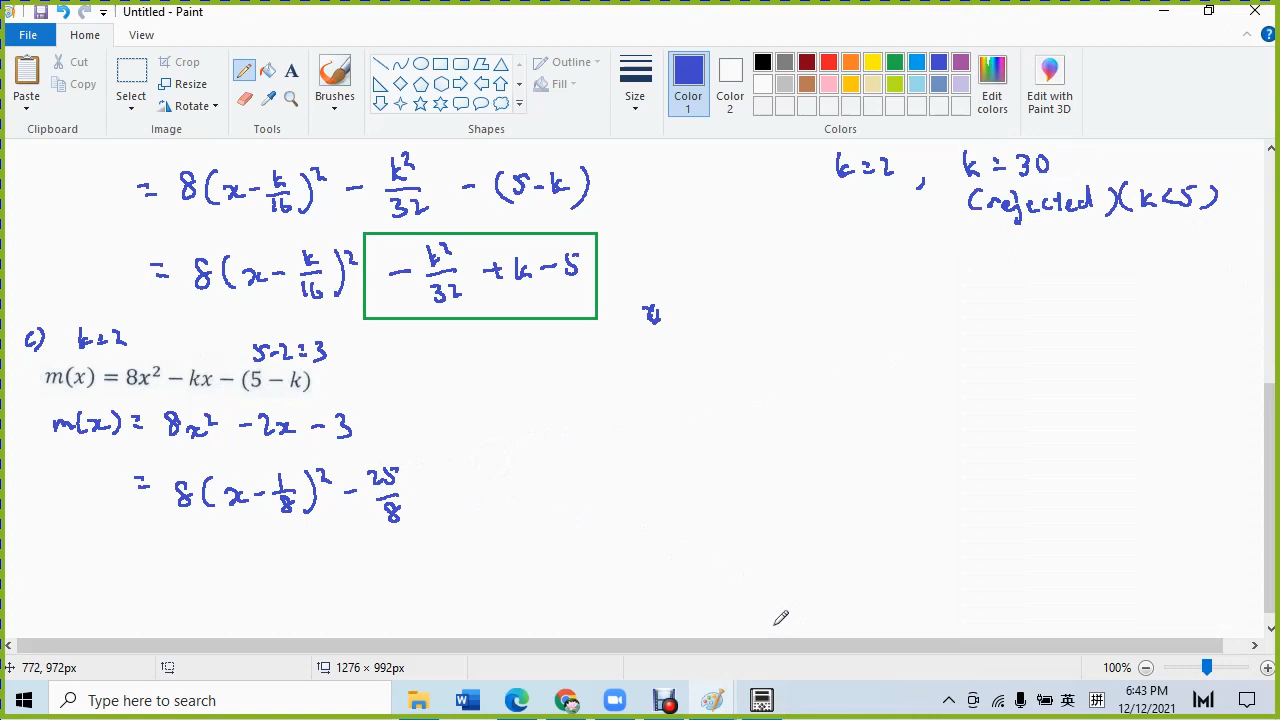 Untitled - Paint
File Home View
Paste Cut Copy
Clipboard
Select Crop Resize Rotate
Image
Tools
Brushes
Outline Fill
Shapes
Size
Color 1 Color 2
Edit colors
Colors
Edit with Paint 3D
= 8(x - k/16)² - k²/32 - (5-k)
k=2 , k = 30
(rejected)(k<5)
= 8(x - k/16)² - k²/32 + k - 5
c) k=2
5-2=3
m(x) = 8x² − kx − (5 − k)
m(x) = 8x² - 2x - 3
= 8(x - 1/8)² - 25/8
772, 972px 1276 × 992px 100%
Type here to search
英 拼 6:43 PM
12/12/2021